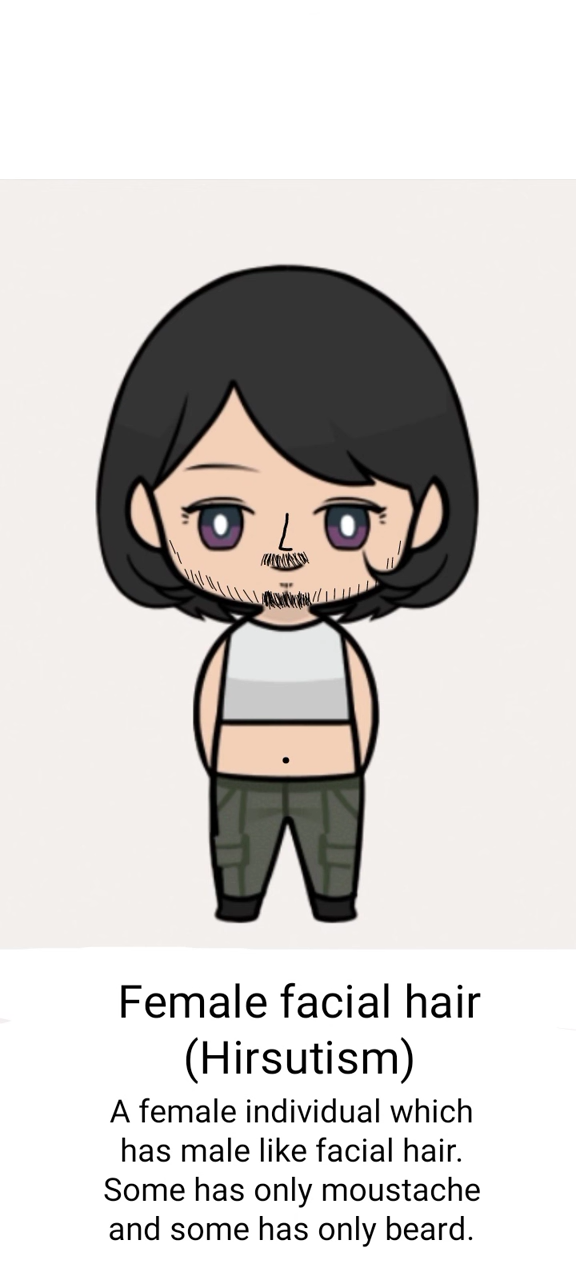 Female facial hair
(Hirsutism)
A female individual which
has male like facial hair.
Some has only moustache
and some has only beard.